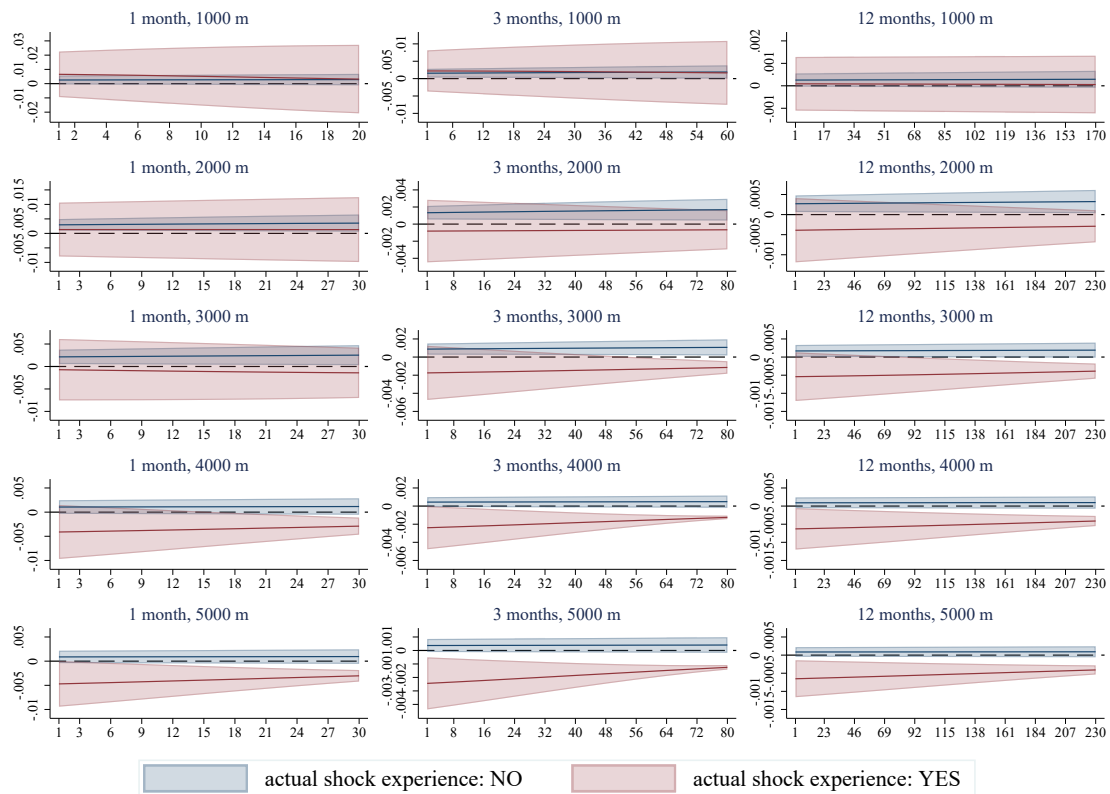 1 month, 1000 m
.03
.02
.01
0
-.01
-.02
1 2 4 6 8 10 12 14 16 18 20
3 months, 1000 m
.01
.005
0
-.005
-.01
1 6 12 18 24 30 36 42 48 54 60
12 months, 1000 m
.002
.001
0
-.001
1 17 34 51 68 85 102 119 136 153 170
1 month, 2000 m
.015
.01
.005
0
-.005
-.01
1 3 6 9 12 15 18 21 24 27 30
3 months, 2000 m
.004
.002
0
-.002
-.004
1 8 16 24 32 40 48 56 64 72 80
12 months, 2000 m
.0005
0
-.0005
-.001
1 23 46 69 92 115 138 161 184 207 230
1 month, 3000 m
.005
0
-.005
-.01
1 3 6 9 12 15 18 21 24 27 30
3 months, 3000 m
.002
0
-.002
-.004
-.006
1 8 16 24 32 40 48 56 64 72 80
12 months, 3000 m
.0005
0
-.0005
-.0015
1 23 46 69 92 115 138 161 184 207 230
1 month, 4000 m
.005
0
-.005
-.01
1 3 6 9 12 15 18 21 24 27 30
3 months, 4000 m
.002
0
-.002
-.004
-.006
1 8 16 24 32 40 48 56 64 72 80
12 months, 4000 m
.0005
0
-.0005
-.0015
1 23 46 69 92 115 138 161 184 207 230
1 month, 5000 m
.005
0
-.005
-.01
1 3 6 9 12 15 18 21 24 27 30
3 months, 5000 m
.001
0
-.001
-.002
-.003
-.004
1 8 16 24 32 40 48 56 64 72 80
12 months, 5000 m
.0005
0
-.0005
-.0015
1 23 46 69 92 115 138 161 184 207 230
actual shock experience: NO
actual shock experience: YES